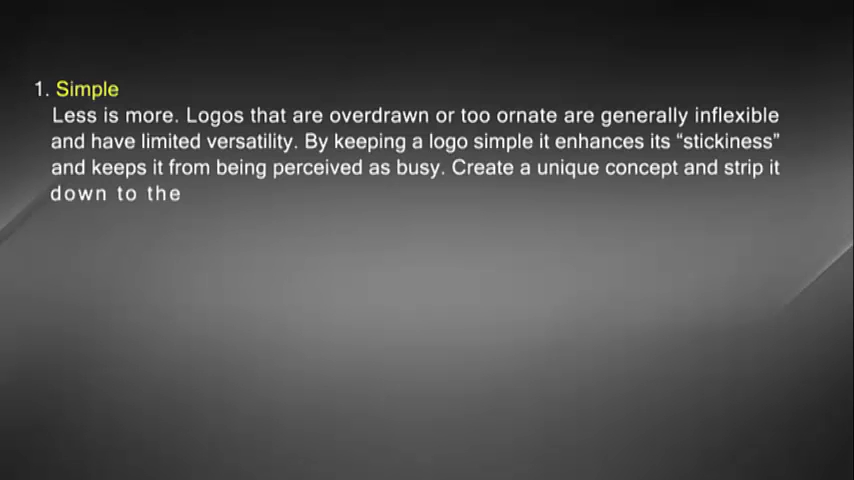 1. Simple
Less is more. Logos that are overdrawn or too ornate are generally inflexible
and have limited versatility. By keeping a logo simple it enhances its “stickiness”
and keeps it from being perceived as busy. Create a unique concept and strip it
down to the